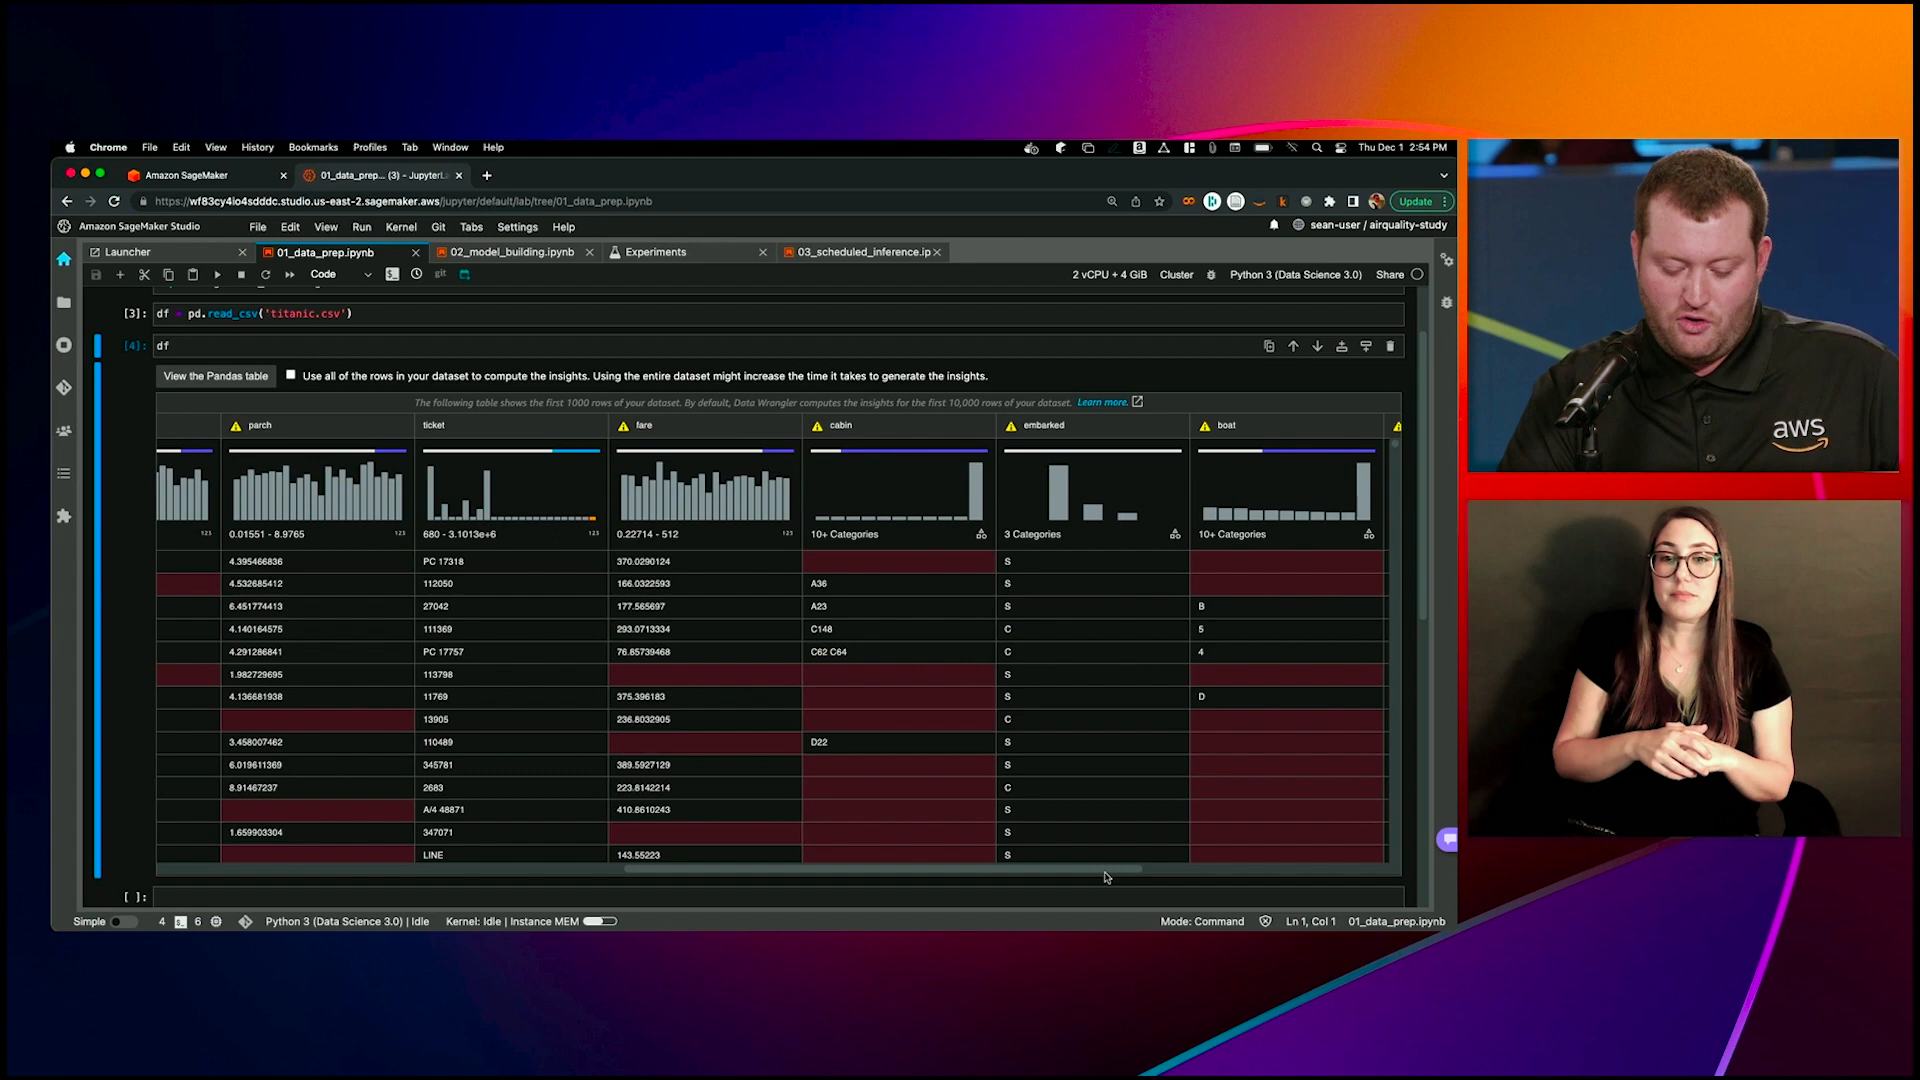 Chrome File Edit View History Bookmarks Profiles Tab Window Help
Thu Dec 1 2:54 PM
Amazon SageMaker
01_data_prep... (3) - JupyterL
https://wf83cy4io4sdddc.studio.us-east-2.sagemaker.aws/jupyter/default/lab/tree/01_data_prep.ipynb
Update
Amazon SageMaker Studio File Edit View Run Kernel Git Tabs Settings Help
sean-user / airquality-study
Launcher 01_data_prep.ipynb 02_model_building.ipynb Experiments 03_scheduled_inference.ip
Code git 2 vCPU + 4 GiB Cluster Python 3 (Data Science 3.0) Share
[3]: df = pd.read_csv('titanic.csv')
[4]: df
View the Pandas table Use all of the rows in your dataset to compute the insights. Using the entire dataset might increase the time it takes to generate the insights.
The following table shows the first 1000 rows of your dataset. By default, Data Wrangler computes the insights for the first 10,000 rows of your dataset. Learn more.
parch ticket fare cabin embarked boat
123 0.01551 - 8.9765 123 680 - 3.1013e+6 123 0.22714 - 512 123 10+ Categories 3 Categories 10+ Categories
4.395466836 PC 17318 370.0290124 S
4.532685412 112050 166.0322593 A36 S
6.451774413 27042 177.565697 A23 S B
4.140164575 111369 293.0713334 C148 C 5
4.291286841 PC 17757 76.85739468 C62 C64 C 4
1.982729695 113798 S
4.136681938 11769 375.396183 S D
13905 236.8032905 C
3.458007462 110489 D22 S
6.019611369 345781 389.5927129 S
8.91467237 2683 223.8142214 C
A/4 48871 410.8610243 S
1.659903304 347071 S
LINE 143.55223 S
[ ]:
Simple 4 6 Python 3 (Data Science 3.0) | Idle Kernel: Idle | Instance MEM Mode: Command Ln 1, Col 1 01_data_prep.ipynb
aws